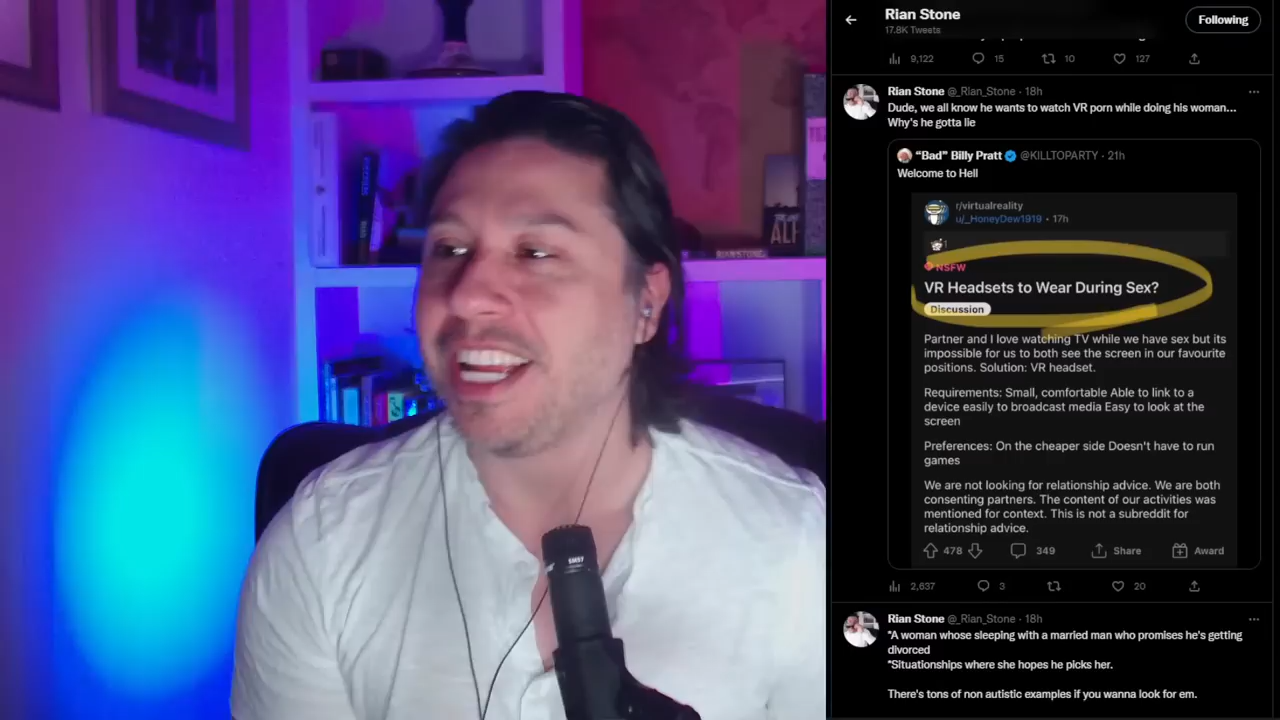 Rian Stone
17.8K Tweets
Following
9,122
15
10
127
Rian Stone @_Rian_Stone · 18h
Dude, we all know he wants to watch VR porn while doing his woman...
Why's he gotta lie
"Bad" Billy Pratt @KILLTOPARTY · 21h
Welcome to Hell
r/virtualreality
u/_HoneyDew1919 · 17h
1
NSFW
VR Headsets to Wear During Sex?
Discussion
Partner and I love watching TV while we have sex but its
impossible for us to both see the screen in our favourite
positions. Solution: VR headset.
Requirements: Small, comfortable Able to link to a
device easily to broadcast media Easy to look at the
screen
Preferences: On the cheaper side Doesn't have to run
games
We are not looking for relationship advice. We are both
consenting partners. The content of our activities was
mentioned for context. This is not a subreddit for
relationship advice.
478
349
Share
Award
2,637
3
20
Rian Stone @_Rian_Stone · 18h
*A woman whose sleeping with a married man who promises he's getting
divorced
*Situationships where she hopes he picks her.
There's tons of non autistic examples if you wanna look for em.
ALF
RIAN STONE
SM57